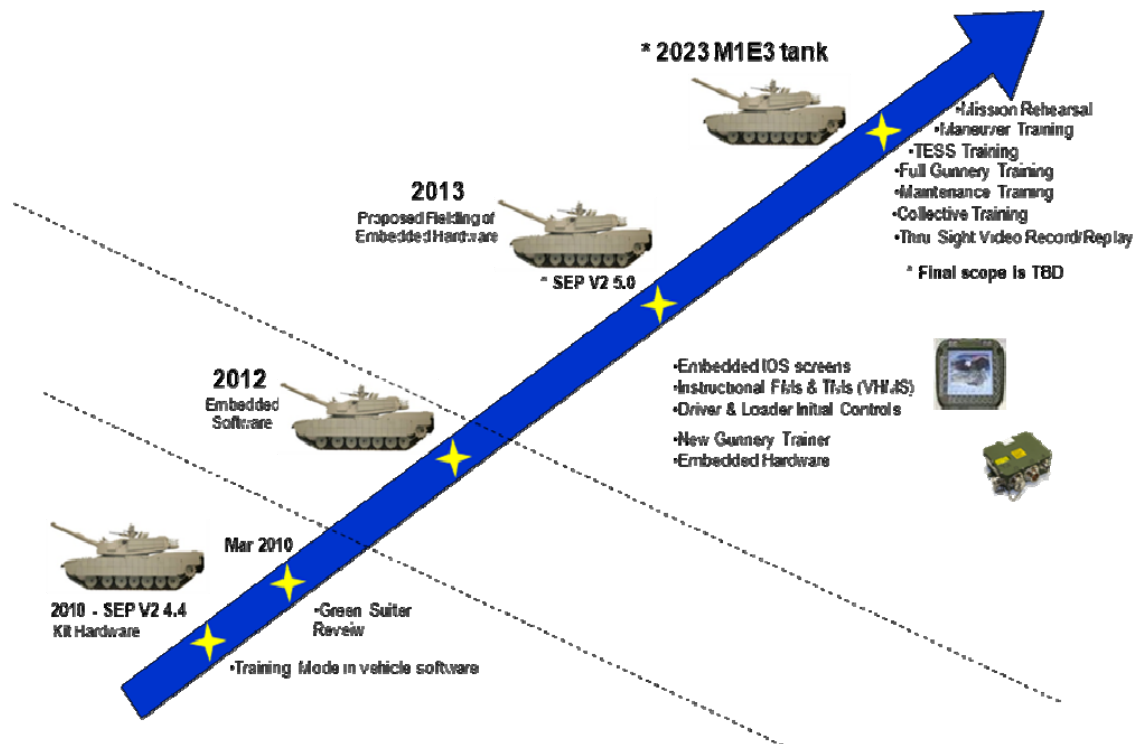 * 2023 M1E3 tank
•Mission Rehearsal
•Maneuver Training
•TESS Training
•Full Gunnery Training
•Maintenance Training
•Collective Training
•Thru Sight Video Record/Replay
* Final scope is TBD
2013
Proposed Fielding of
Embedded Hardware
* SEP V2 5.0
•Embedded IOS screens
•Instructional FMs & TMs (VHMS)
•Driver & Loader Initial Controls
•New Gunnery Trainer
•Embedded Hardware
2012
Embedded
Software
Mar 2010
•Green Suiter
Reveiw
2010 - SEP V2 4.4
Kit Hardware
•Training Mode in vehicle software